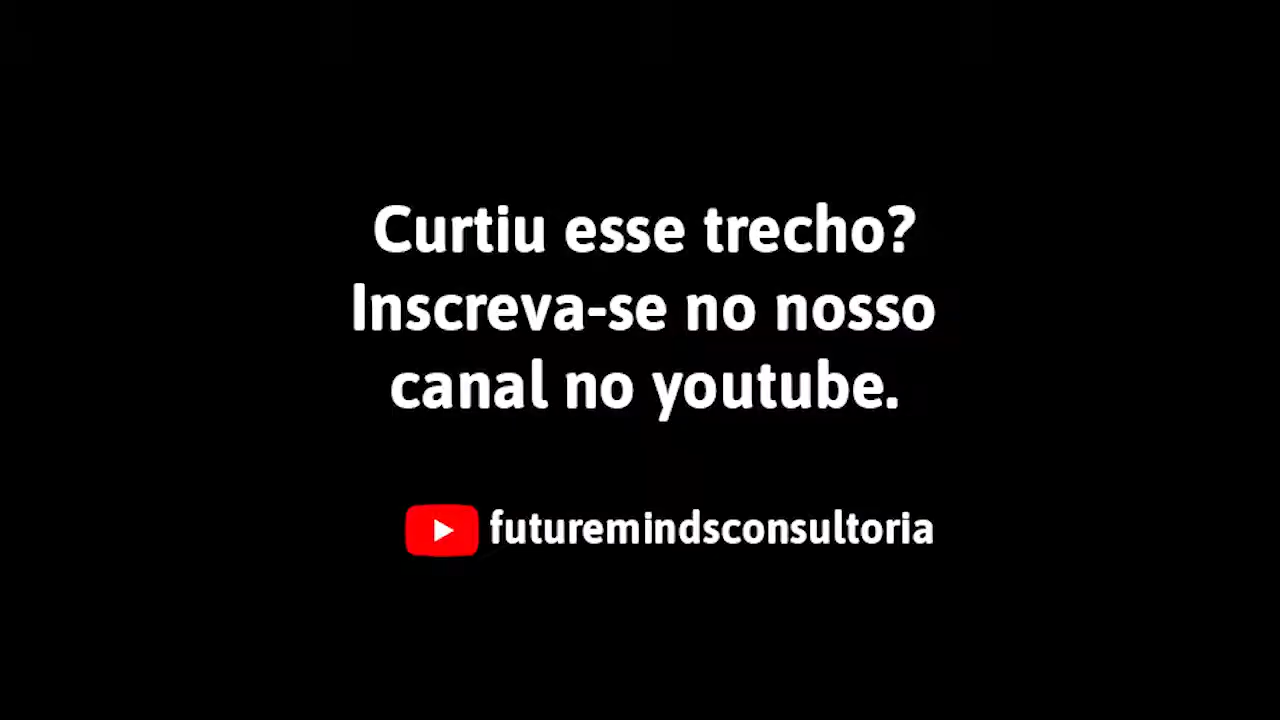 Curtiu esse trecho?
Inscreva-se no nosso
canal no youtube.
futuremindsconsultoria